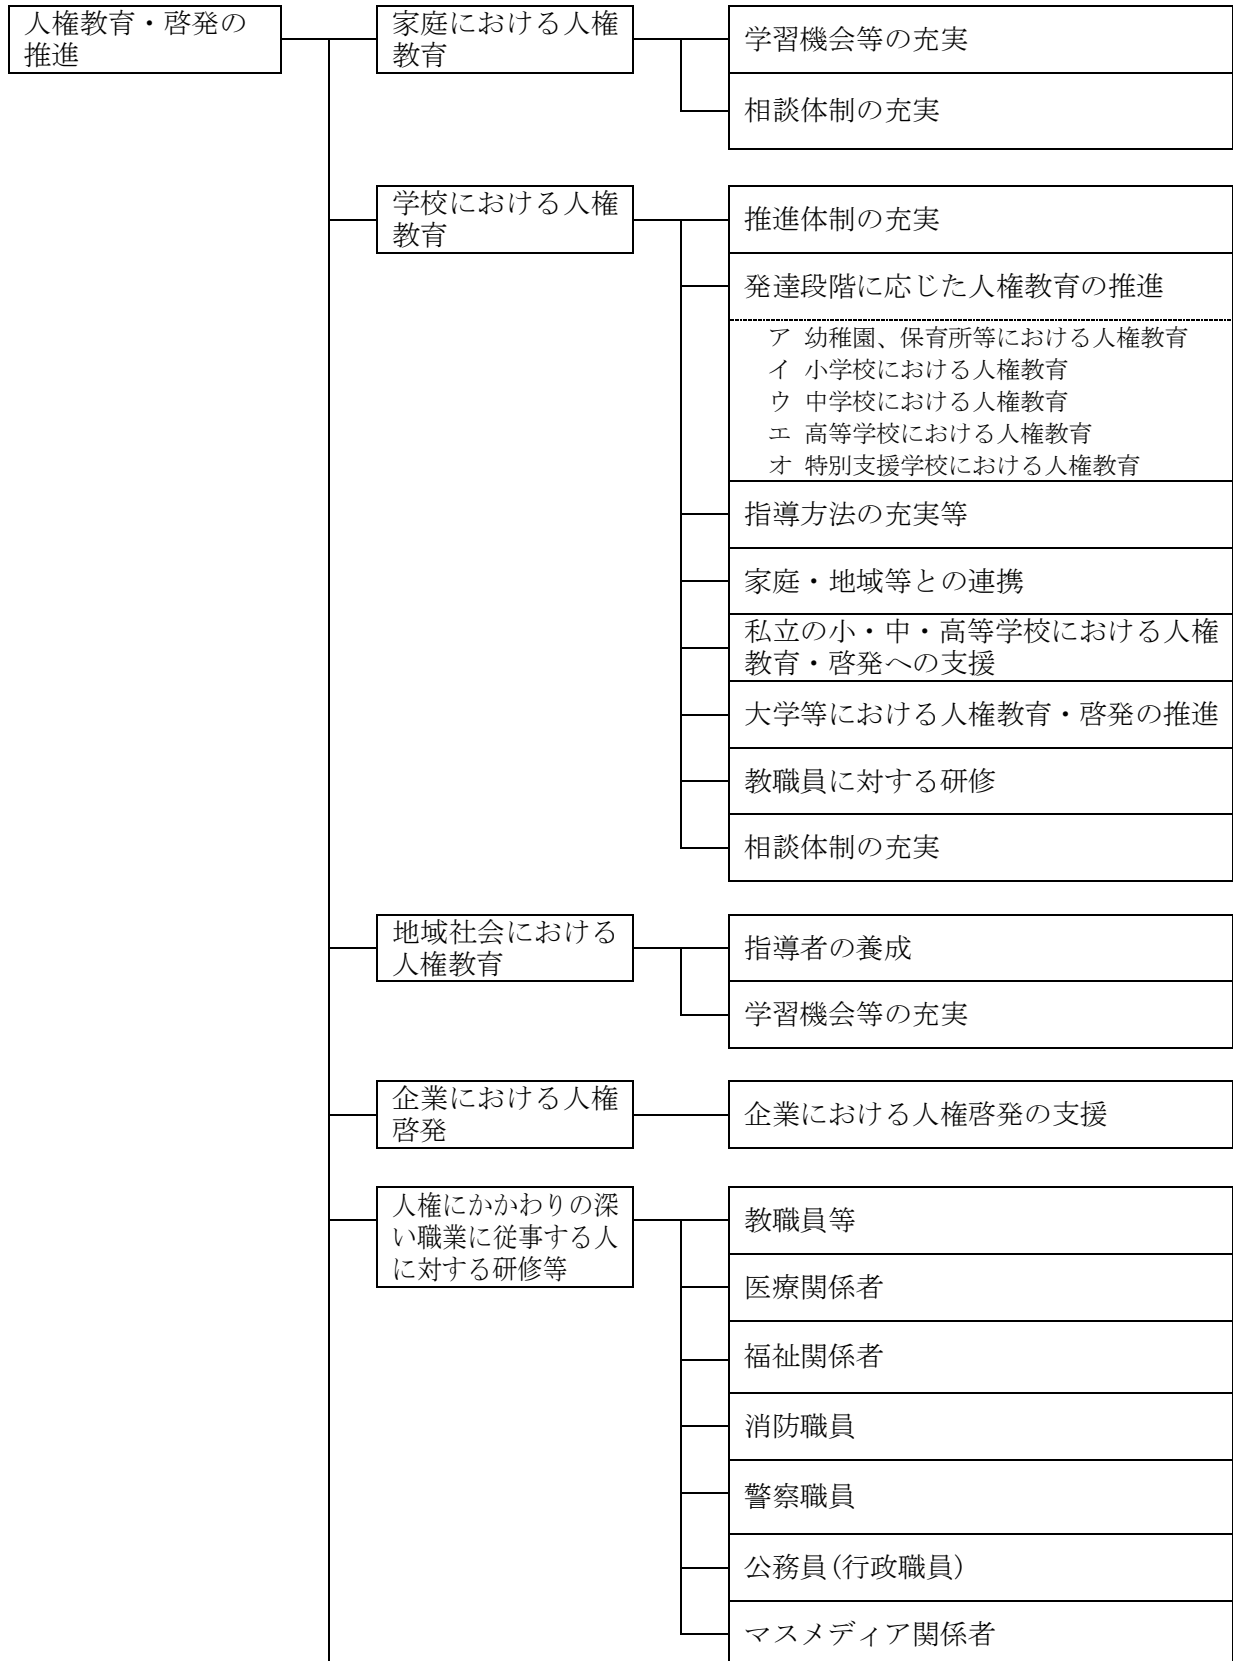 人権教育・啓発の
推進
家庭における人権
教育
学習機会等の充実
相談体制の充実
学校における人権
教育
推進体制の充実
発達段階に応じた人権教育の推進
ア 幼稚園、保育所等における人権教育
イ 小学校における人権教育
ウ 中学校における人権教育
エ 高等学校における人権教育
オ 特別支援学校における人権教育
指導方法の充実等
家庭・地域等との連携
私立の小・中・高等学校における人権
教育・啓発への支援
大学等における人権教育・啓発の推進
教職員に対する研修
相談体制の充実
地域社会における
人権教育
指導者の養成
学習機会等の充実
企業における人権
啓発
企業における人権啓発の支援
人権にかかわりの深
い職業に従事する人
に対する研修等
教職員等
医療関係者
福祉関係者
消防職員
警察職員
公務員(行政職員)
マスメディア関係者